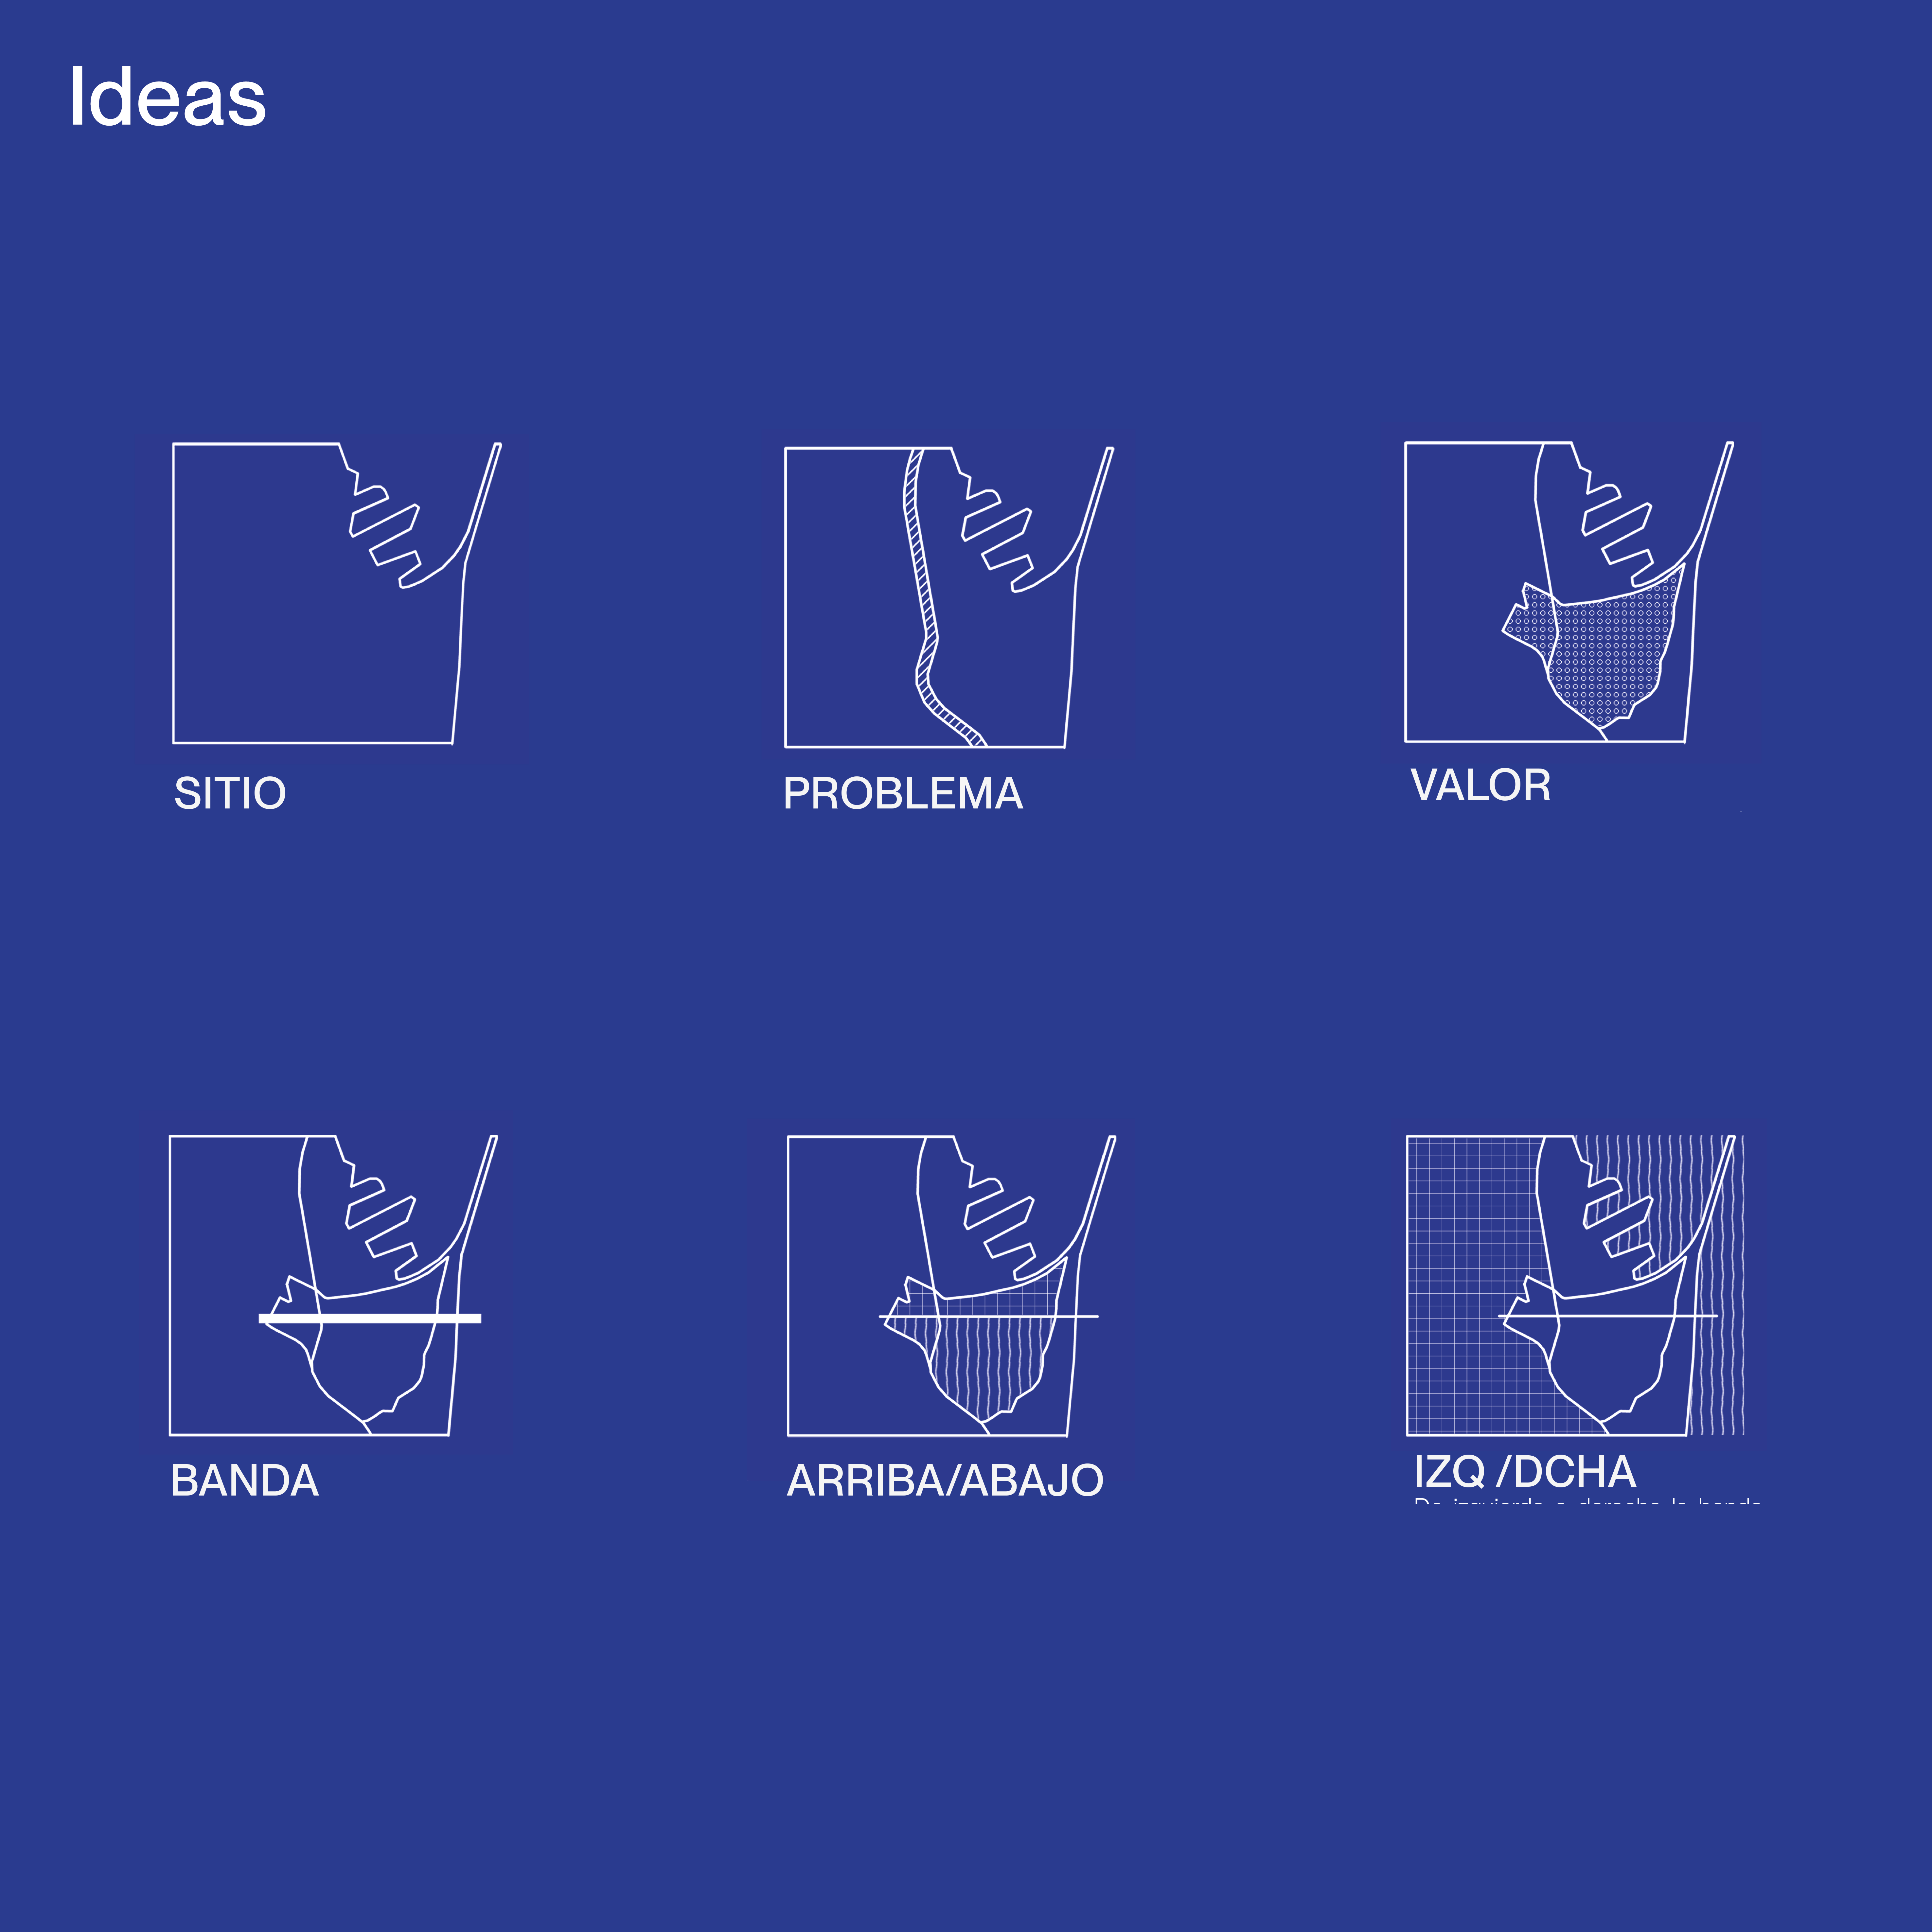 Ideas
SITIO
PROBLEMA
VALOR
BANDA
ARRIBA/ABAJO
IZQ /DCHA